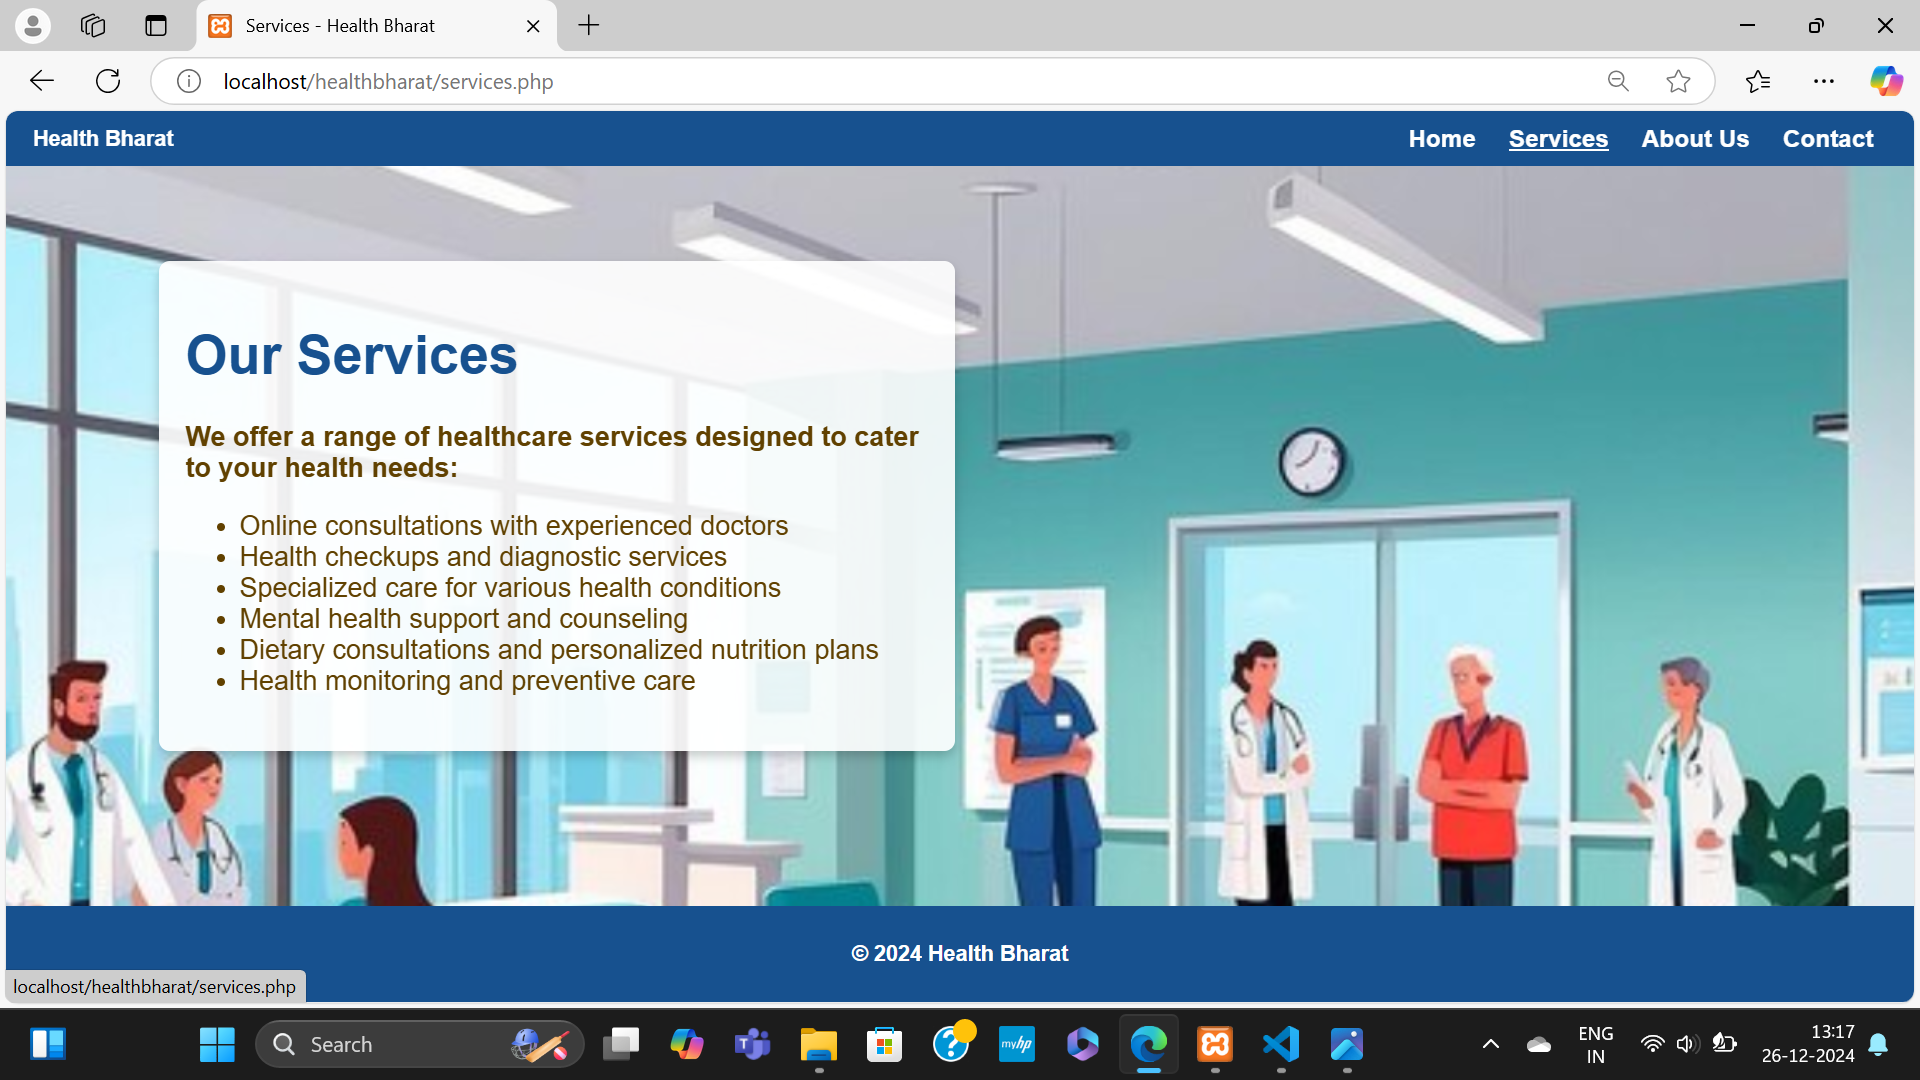 Services - Health Bharat
localhost/healthbharat/services.php
Health Bharat
Home Services About Us Contact
Our Services
We offer a range of healthcare services designed to cater
to your health needs:
• Online consultations with experienced doctors
• Health checkups and diagnostic services
• Specialized care for various health conditions
• Mental health support and counseling
• Dietary consultations and personalized nutrition plans
• Health monitoring and preventive care
© 2024 Health Bharat
localhost/healthbharat/services.php
Search
myhp
ENG
IN
13:17
26-12-2024